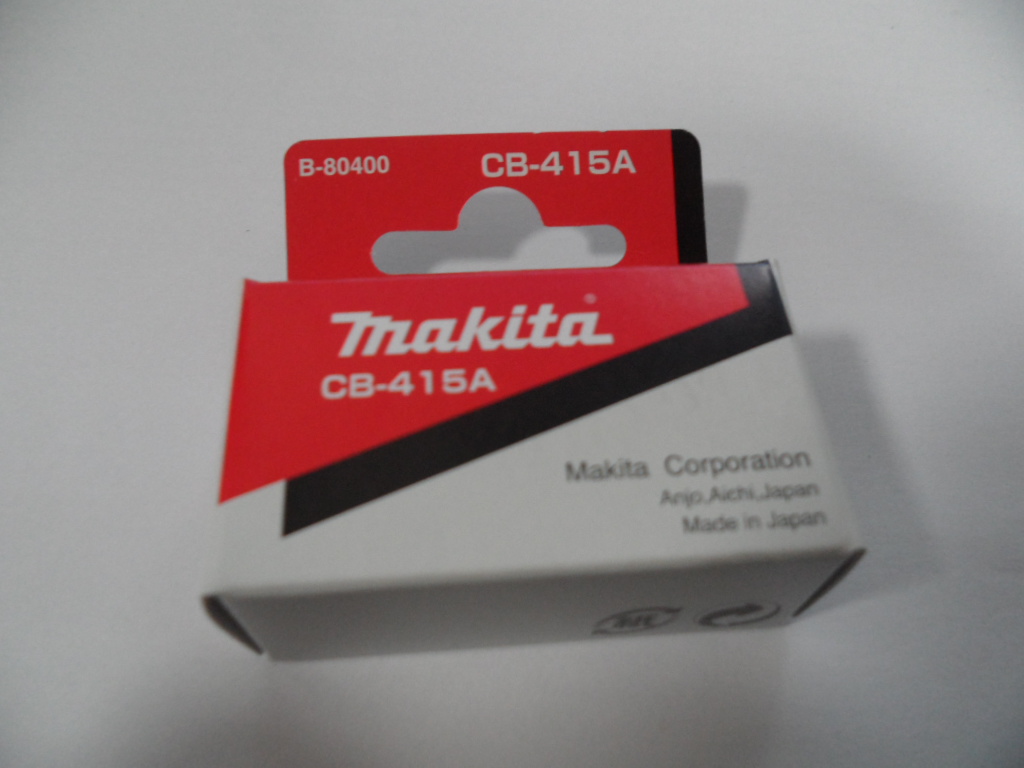 B-80400 CB-415A
makita®
CB-415A
Makita Corporation
Anjo,Aichi,Japan
Made in Japan